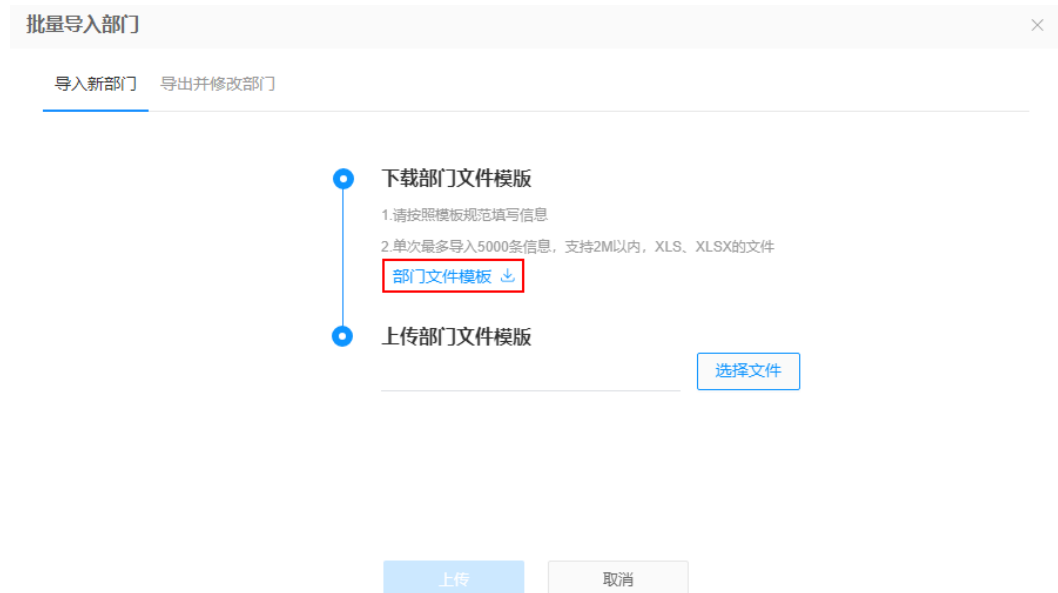 批量导入部门
导入新部门 导出并修改部门
下载部门文件模版
1.请按照模板规范填写信息
2.单次最多导入5000条信息，支持2M以内，XLS、XLSX的文件
部门文件模板
上传部门文件模版
选择文件
上传 取消